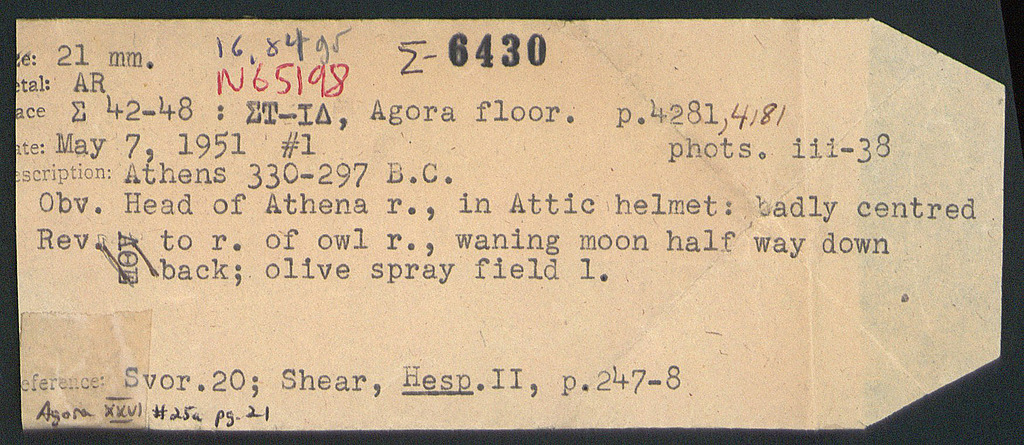 ze: 21 mm. 16,84 gr Σ- 6430
etal: AR N65198
ace Σ 42-48 : ΣΤ-ΙΔ, Agora floor. p.4281,4181
ate: May 7, 1951 #1 phots. iii-38
escription: Athens 330-297 B.C.
Obv. Head of Athena r., in Attic helmet: badly centred
Rev. ΑΘΕ to r. of owl r., waning moon half way down
back; olive spray field l.
eference: Svor.20; Shear, Hesp.II, p.247-8
Agora XXVI #25a pg. 21